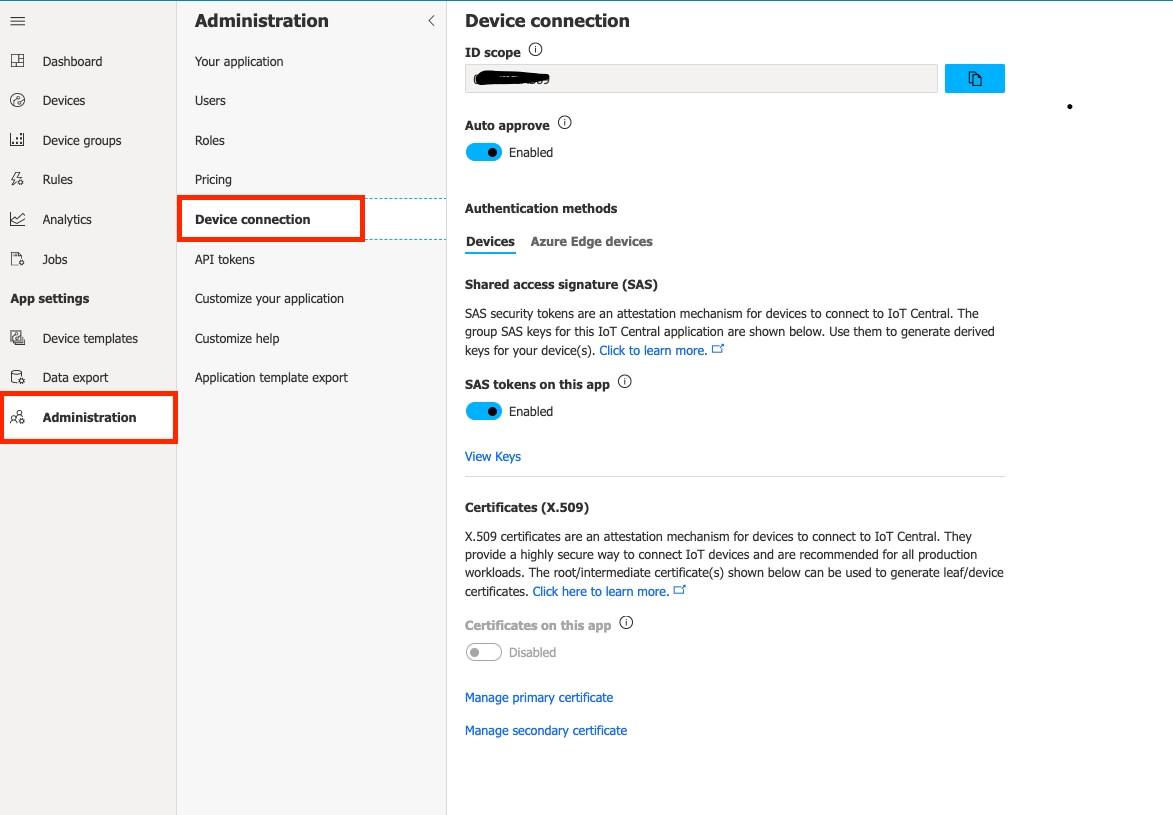 Dashboard
Devices
Device groups
Rules
Analytics
Jobs
App settings
Device templates
Data export
Administration
Administration
Your application
Users
Roles
Pricing
Device connection
API tokens
Customize your application
Customize help
Application template export
Device connection
ID scope
Auto approve
Enabled
Authentication methods
Devices Azure Edge devices
Shared access signature (SAS)
SAS security tokens are an attestation mechanism for devices to connect to IoT Central. The
group SAS keys for this IoT Central application are shown below. Use them to generate derived
keys for your device(s). Click to learn more.
SAS tokens on this app
Enabled
View Keys
Certificates (X.509)
X.509 certificates are an attestation mechanism for devices to connect to IoT Central. They
provide a highly secure way to connect IoT devices and are recommended for all production
workloads. The root/intermediate certificate(s) shown below can be used to generate leaf/device
certificates. Click here to learn more.
Certificates on this app
Disabled
Manage primary certificate
Manage secondary certificate